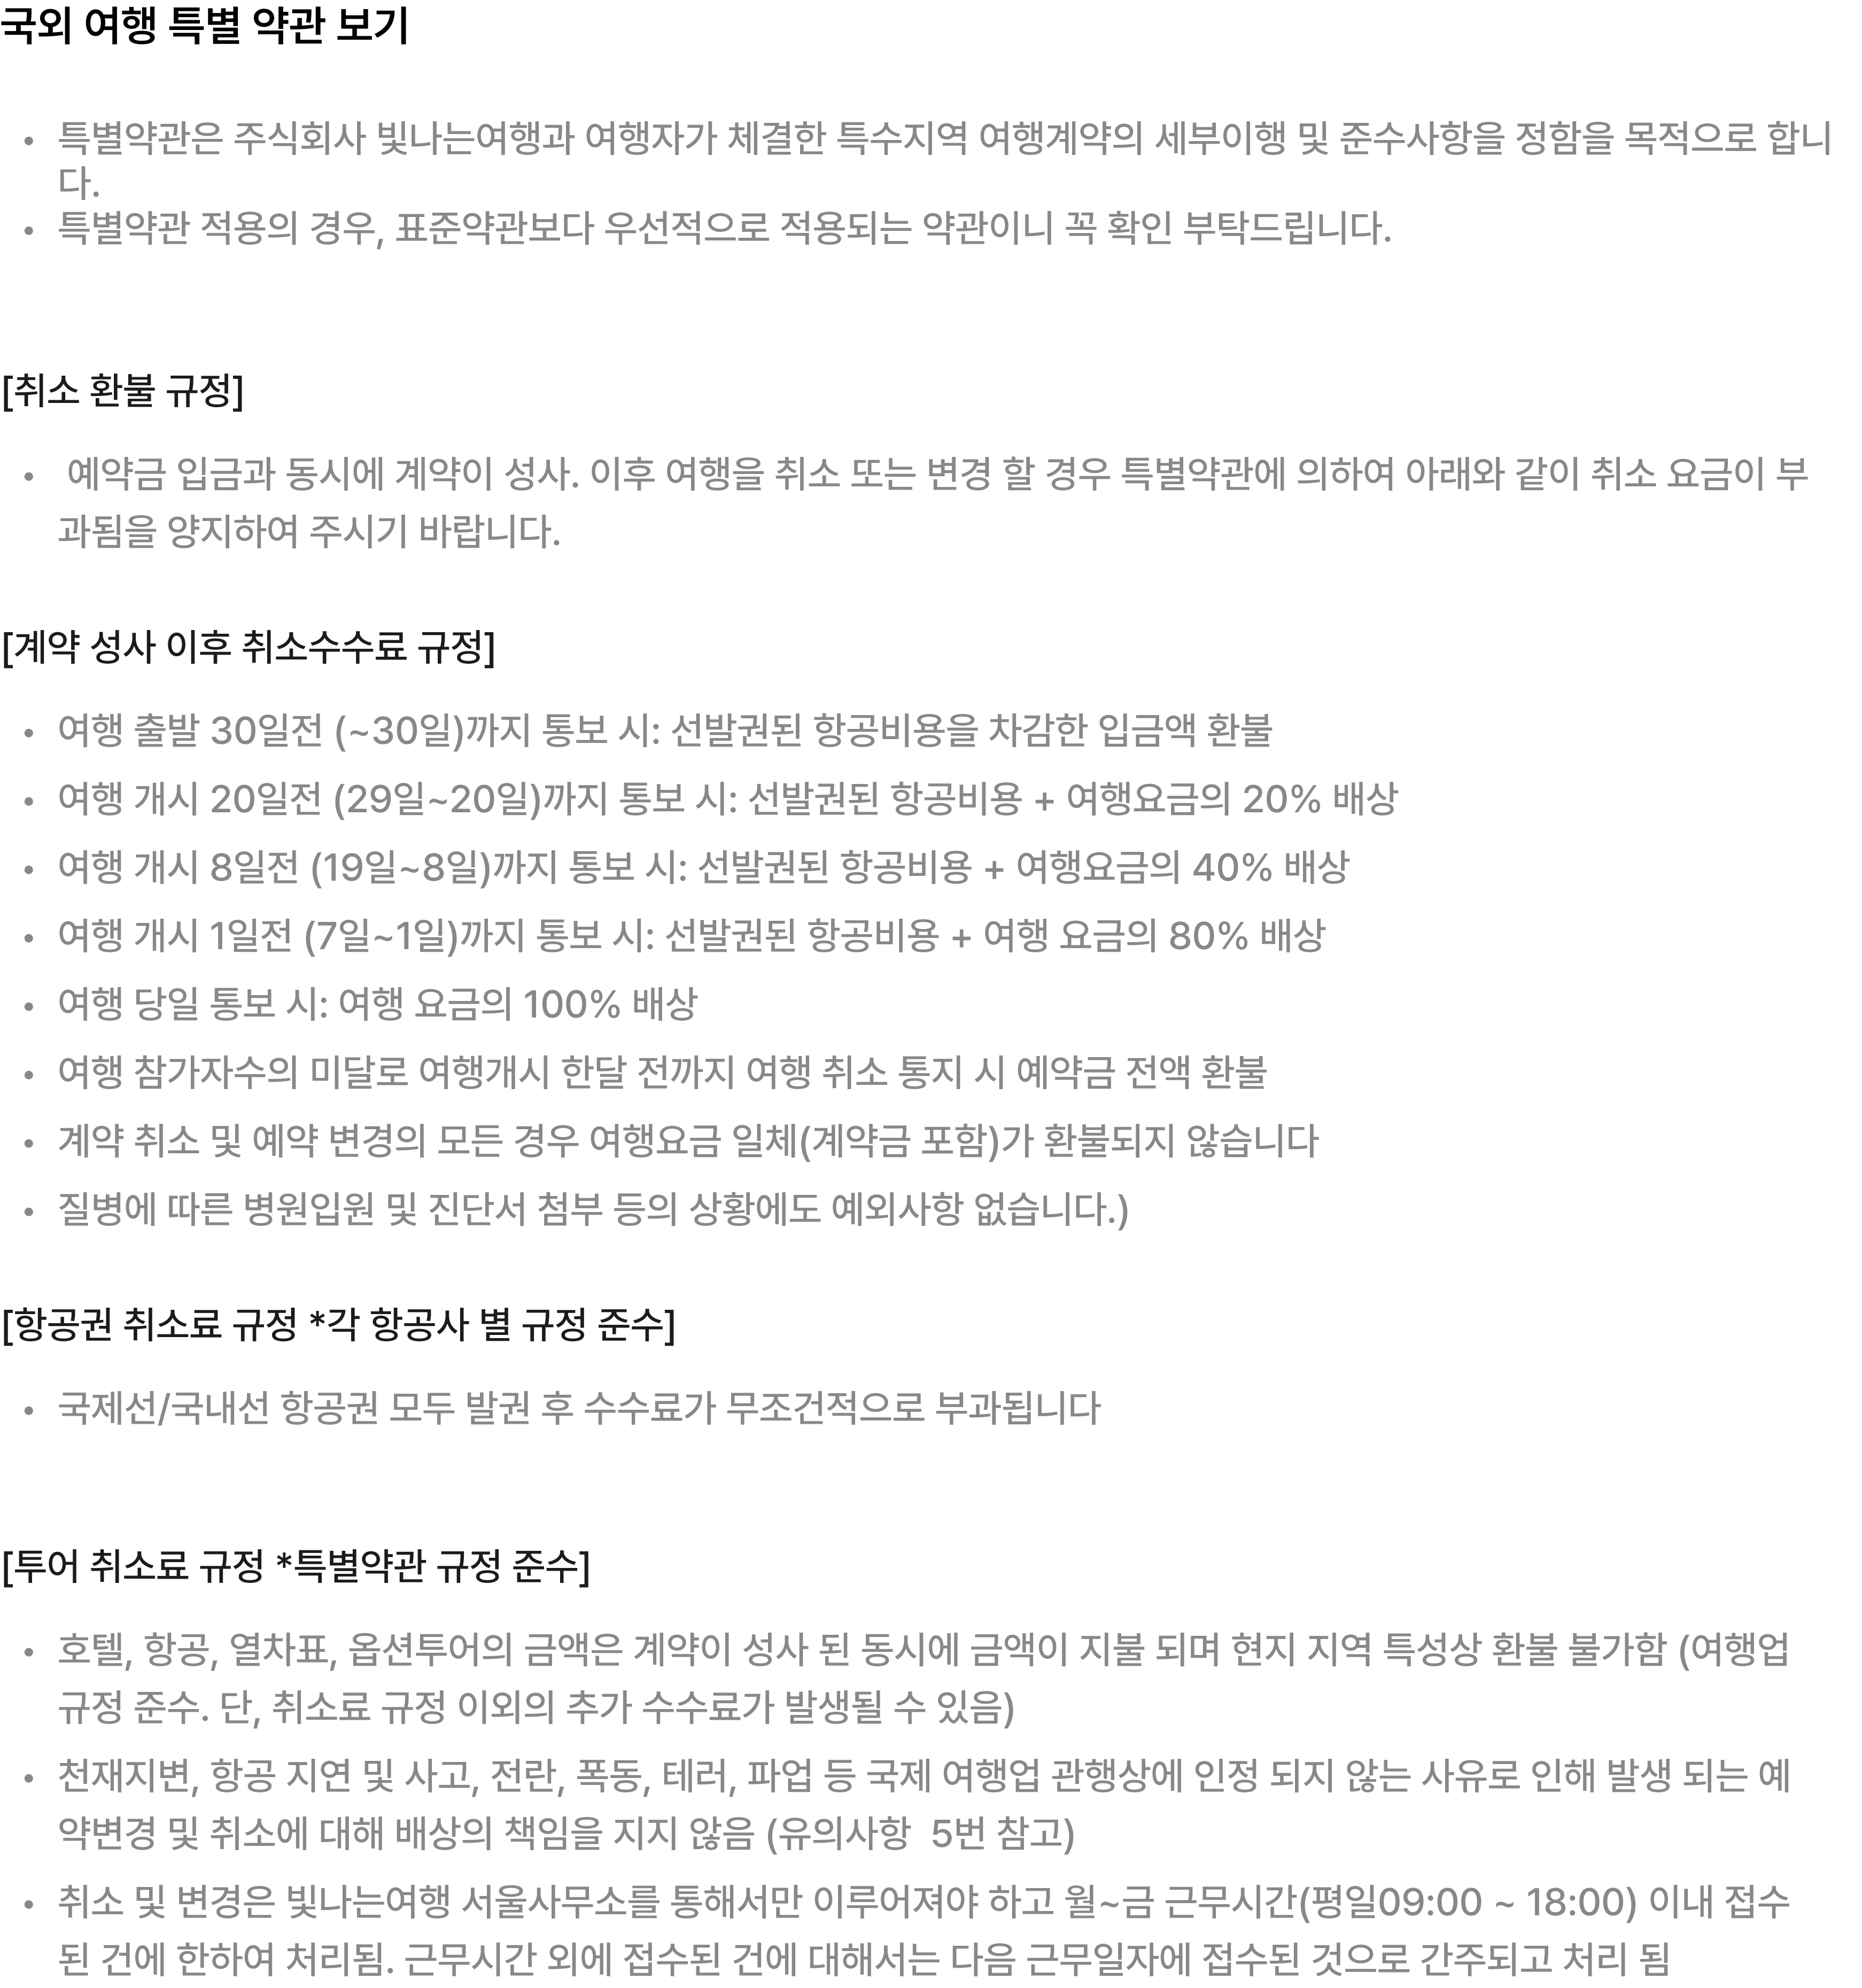 국외 여행 특별 약관 보기
• 특별약관은 주식회사 빛나는여행과 여행자가 체결한 특수지역 여행계약의 세부이행 및 준수사항을 정함을 목적으로 합니
다.
• 특별약관 적용의 경우, 표준약관보다 우선적으로 적용되는 약관이니 꼭 확인 부탁드립니다.
[취소 환불 규정]
• 예약금 입금과 동시에 계약이 성사. 이후 여행을 취소 또는 변경 할 경우 특별약관에 의하여 아래와 같이 취소 요금이 부
과됨을 양지하여 주시기 바랍니다.
[계약 성사 이후 취소수수료 규정]
• 여행 출발 30일전 (~30일)까지 통보 시: 선발권된 항공비용을 차감한 입금액 환불
• 여행 개시 20일전 (29일~20일)까지 통보 시: 선발권된 항공비용 + 여행요금의 20% 배상
• 여행 개시 8일전 (19일~8일)까지 통보 시: 선발권된 항공비용 + 여행요금의 40% 배상
• 여행 개시 1일전 (7일~1일)까지 통보 시: 선발권된 항공비용 + 여행 요금의 80% 배상
• 여행 당일 통보 시: 여행 요금의 100% 배상
• 여행 참가자수의 미달로 여행개시 한달 전까지 여행 취소 통지 시 예약금 전액 환불
• 계약 취소 및 예약 변경의 모든 경우 여행요금 일체(계약금 포함)가 환불되지 않습니다
• 질병에 따른 병원입원 및 진단서 첨부 등의 상황에도 예외사항 없습니다.)
[항공권 취소료 규정 *각 항공사 별 규정 준수]
• 국제선/국내선 항공권 모두 발권 후 수수료가 무조건적으로 부과됩니다
[투어 취소료 규정 *특별약관 규정 준수]
• 호텔, 항공, 열차표, 옵션투어의 금액은 계약이 성사 된 동시에 금액이 지불 되며 현지 지역 특성상 환불 불가함 (여행업
규정 준수. 단, 취소료 규정 이외의 추가 수수료가 발생될 수 있음)
• 천재지변, 항공 지연 및 사고, 전란, 폭동, 테러, 파업 등 국제 여행업 관행상에 인정 되지 않는 사유로 인해 발생 되는 예
약변경 및 취소에 대해 배상의 책임을 지지 않음 (유의사항  5번 참고)
• 취소 및 변경은 빛나는여행 서울사무소를 통해서만 이루어져야 하고 월~금 근무시간(평일09:00 ~ 18:00) 이내 접수
된 건에 한하여 처리됨. 근무시간 외에 접수된 건에 대해서는 다음 근무일자에 접수된 것으로 간주되고 처리 됨